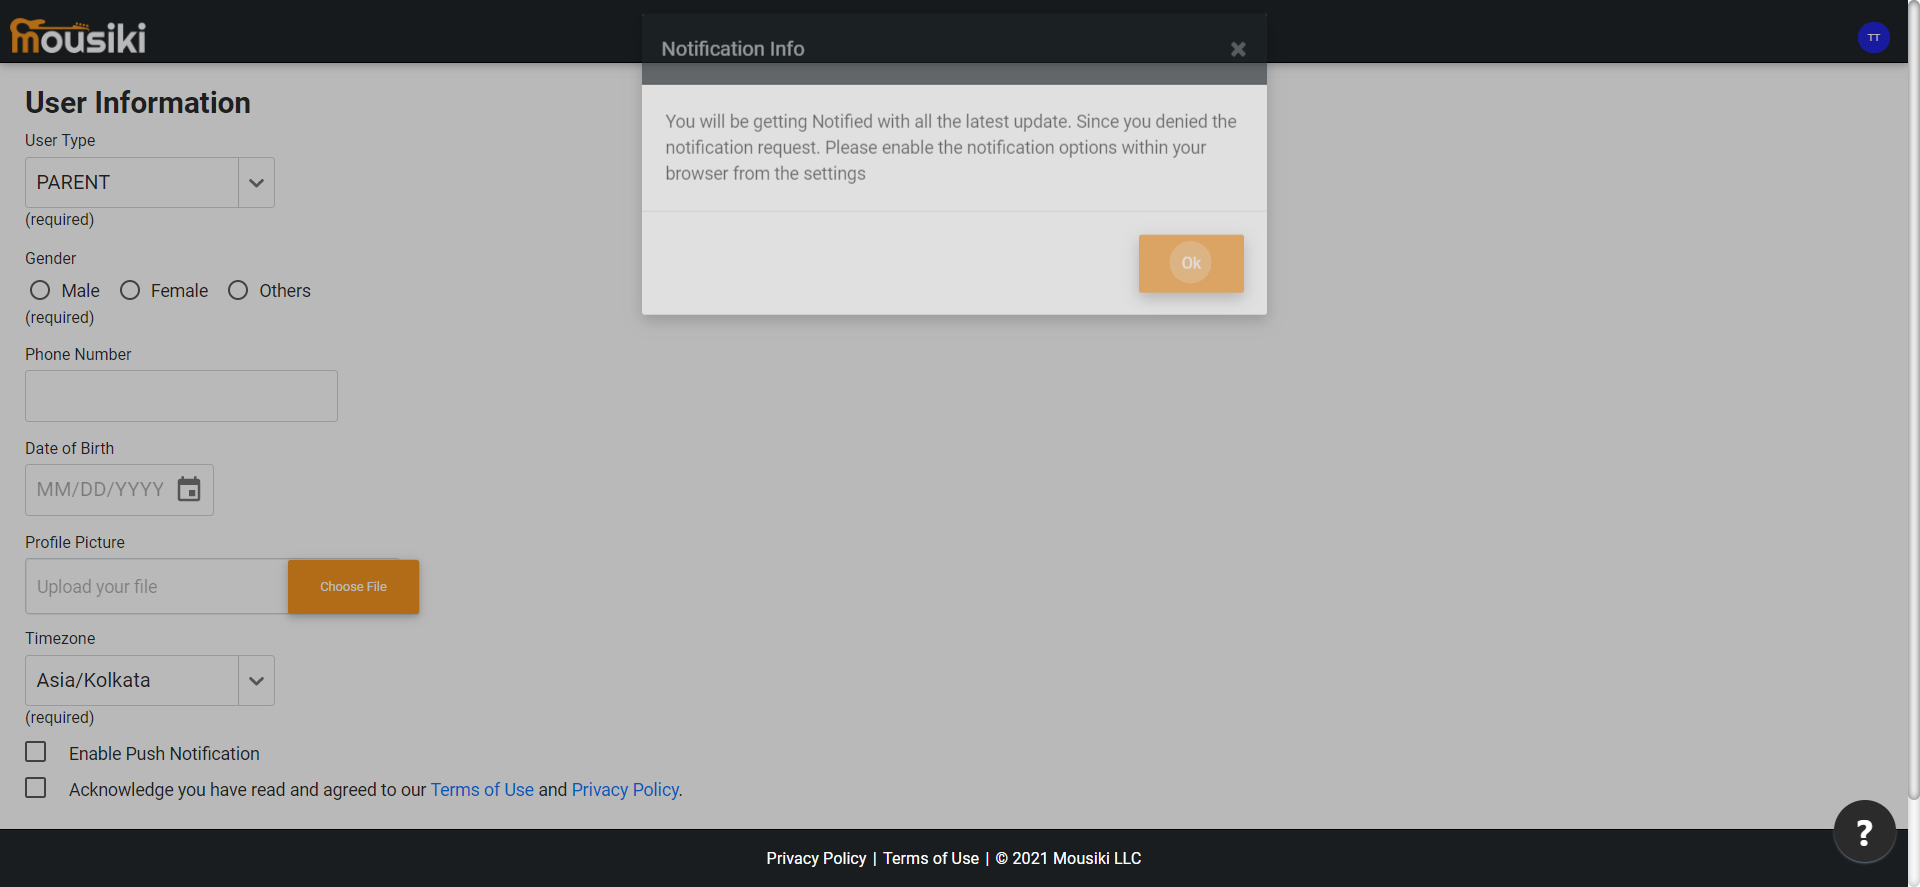 mousiki
Notification Info
TT
You will be getting Notified with all the latest update. Since you denied the
notification request. Please enable the notification options within your
browser from the settings
Ok
User Information
User Type
PARENT
(required)
Gender
Male Female Others
(required)
Phone Number
Date of Birth
MM/DD/YYYY
Profile Picture
Upload your file
Choose File
Timezone
Asia/Kolkata
(required)
Enable Push Notification
Acknowledge you have read and agreed to our Terms of Use and Privacy Policy.
?
Privacy Policy | Terms of Use | © 2021 Mousiki LLC